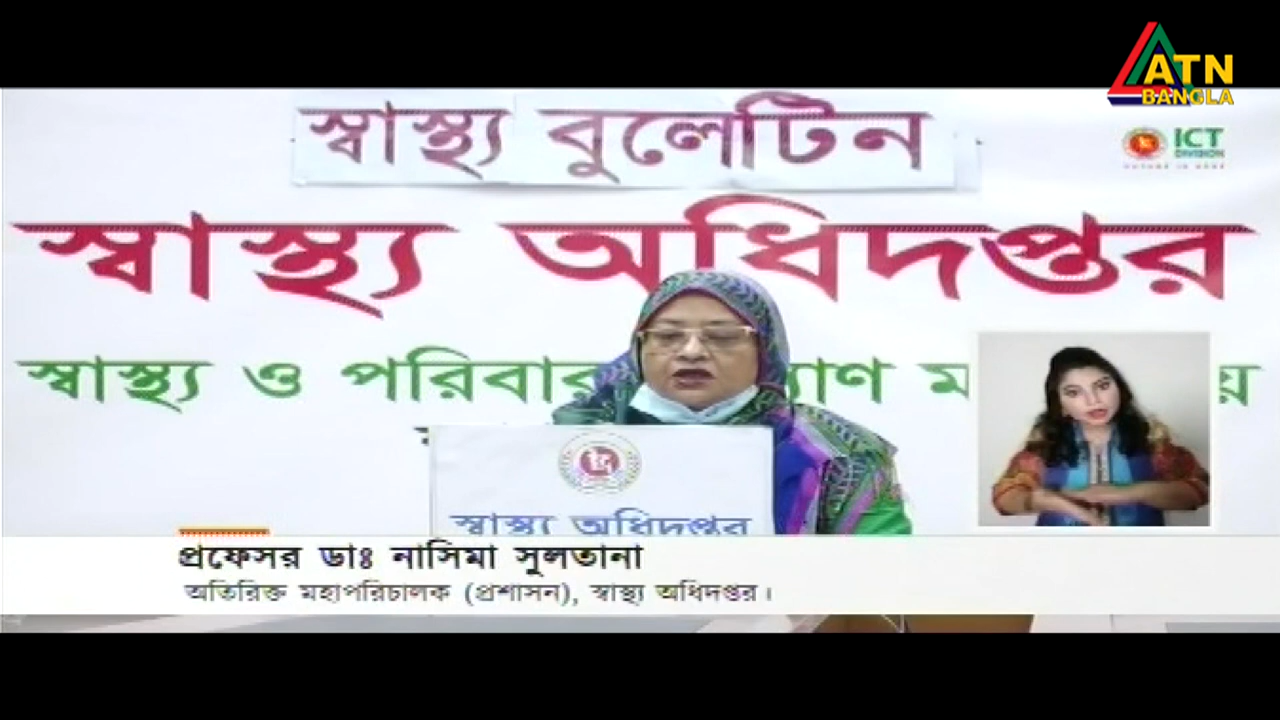 ATN
BANGLA
স্বাস্থ্য বুলেটিন
ICT
DIVISION
স্বাস্থ্য অধিদপ্তর
স্বাস্থ্য ও পরিবার
স্বাস্থ্য অধিদপ্তর
প্রফেসর ডাঃ নাসিমা সুলতানা
অতিরিক্ত মহাপরিচালক (প্রশাসন), স্বাস্থ্য অধিদপ্তর।